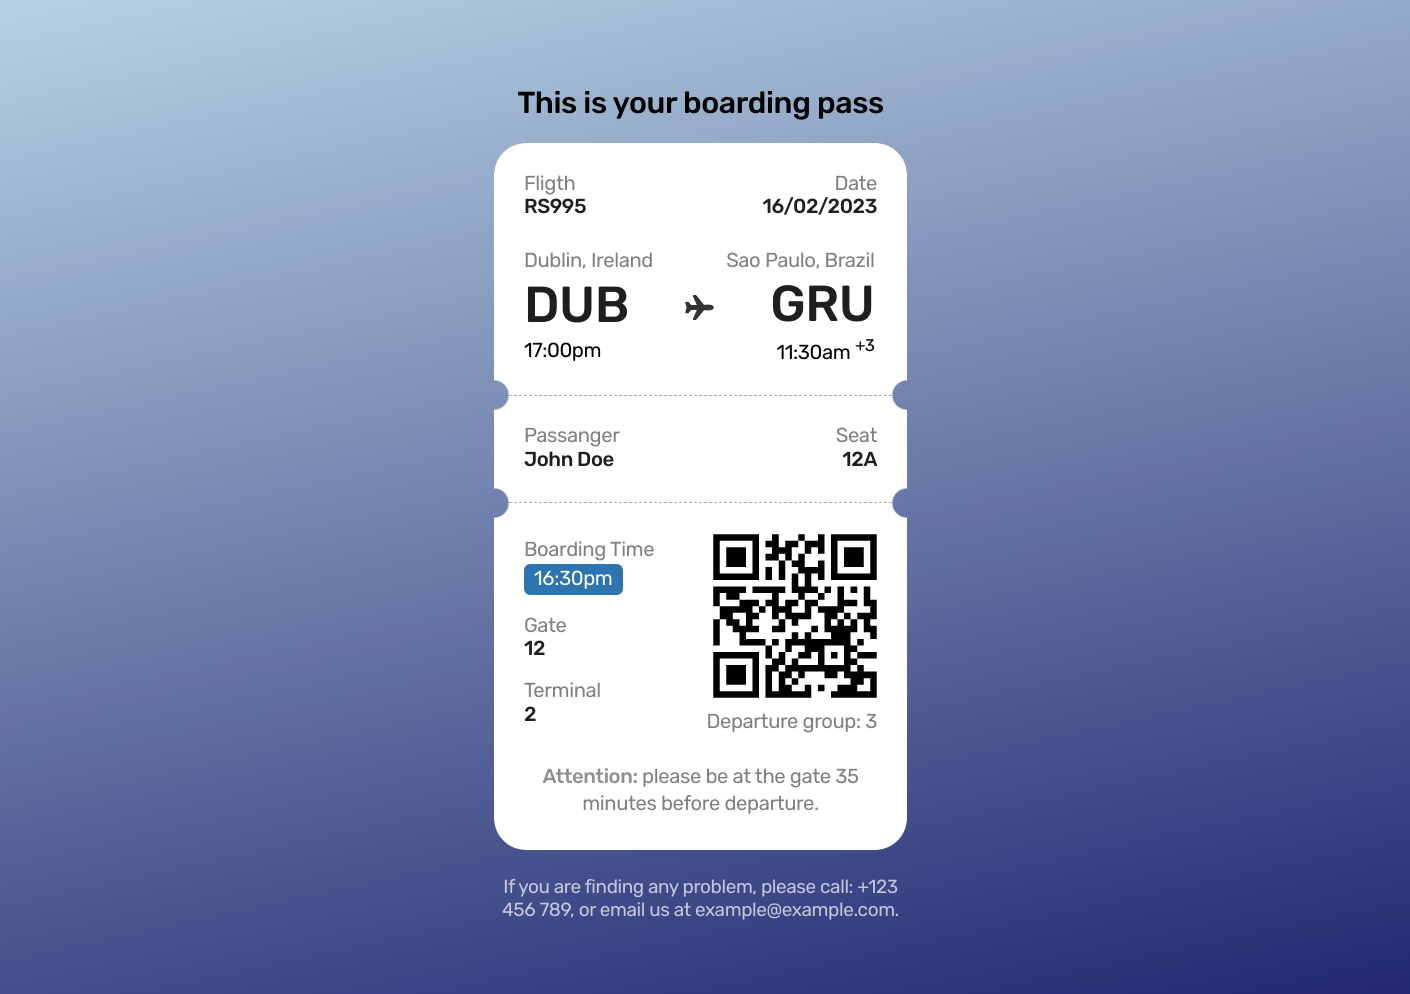 This is your boarding pass
Fligth Date
RS995 16/02/2023
Dublin, Ireland Sao Paulo, Brazil
DUB GRU
17:00pm 11:30am +3
Passanger Seat
John Doe 12A
Boarding Time
16:30pm
Gate
12
Terminal
2
Departure group: 3
Attention: please be at the gate 35
minutes before departure.
If you are finding any problem, please call: +123
456 789, or email us at example@example.com.